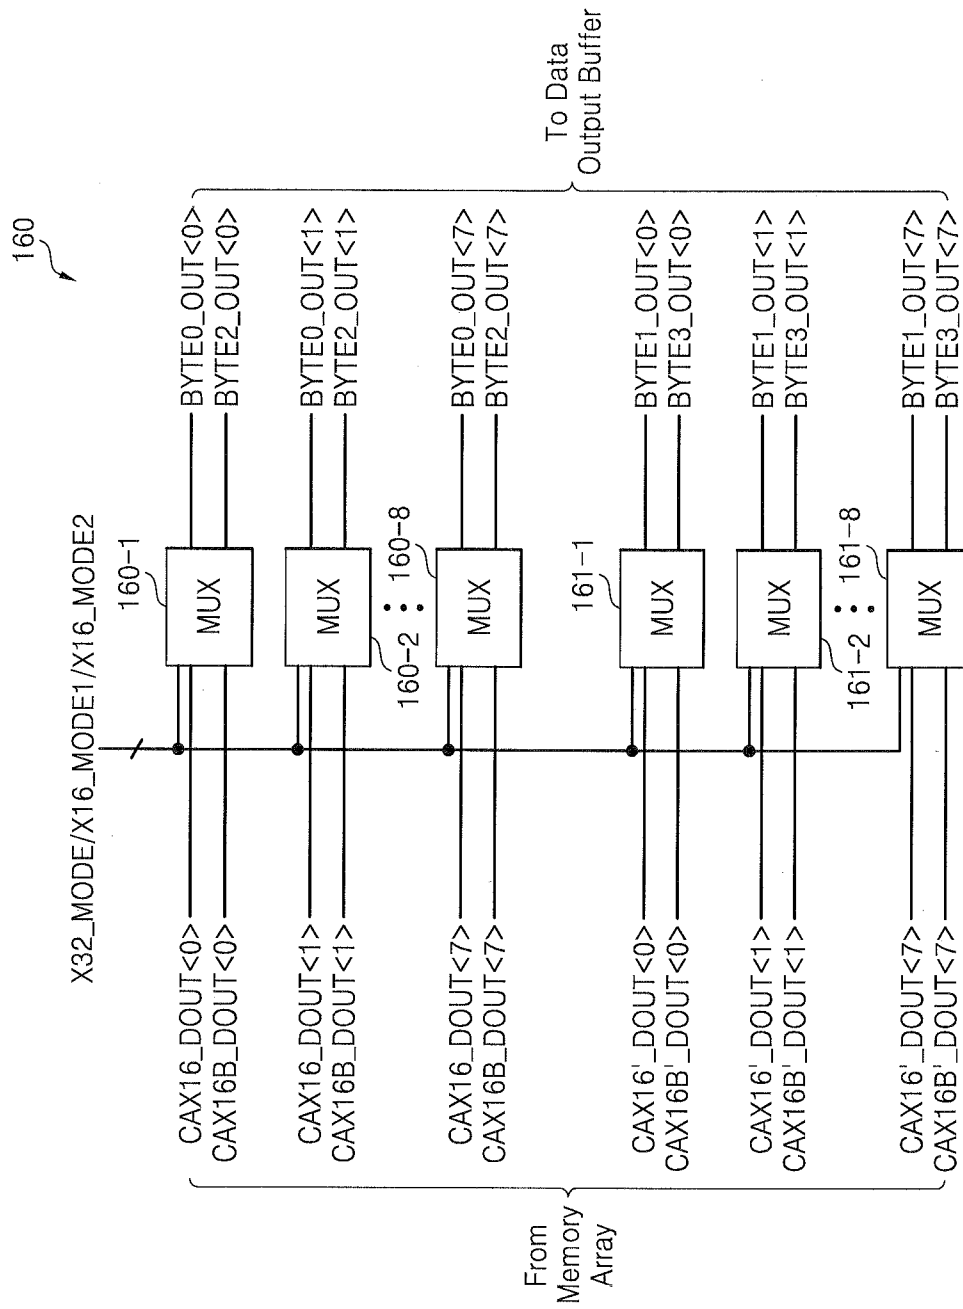 160
X32_MODE/X16_MODE1/X16_MODE2
From
Memory
Array
To Data
Output Buffer
CAX16_DOUT<0>
CAX16B_DOUT<0>
160-1
MUX
BYTE0_OUT<0>
BYTE2_OUT<0>
CAX16_DOUT<1>
CAX16B_DOUT<1>
MUX
160-2
BYTE0_OUT<1>
BYTE2_OUT<1>
CAX16_DOUT<7>
CAX16B_DOUT<7>
160-8
MUX
BYTE0_OUT<7>
BYTE2_OUT<7>
CAX16'_DOUT<0>
CAX16B'_DOUT<0>
161-1
MUX
BYTE1_OUT<0>
BYTE3_OUT<0>
CAX16'_DOUT<1>
CAX16B'_DOUT<1>
MUX
161-2
BYTE1_OUT<1>
BYTE3_OUT<1>
CAX16'_DOUT<7>
CAX16B'_DOUT<7>
161-8
MUX
BYTE1_OUT<7>
BYTE3_OUT<7>